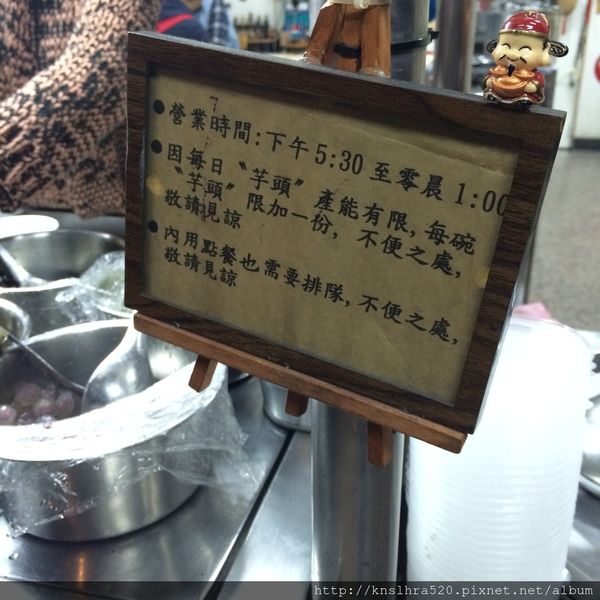 營業時間:下午5:30至零晨1:00
因每日〝芋頭〞產能有限,每碗
〝芋頭〞限加一份,不便之處,
敬請見諒
內用點餐也需要排隊,不便之處,
敬請見諒
http://knslhra520.pixnet.net/album